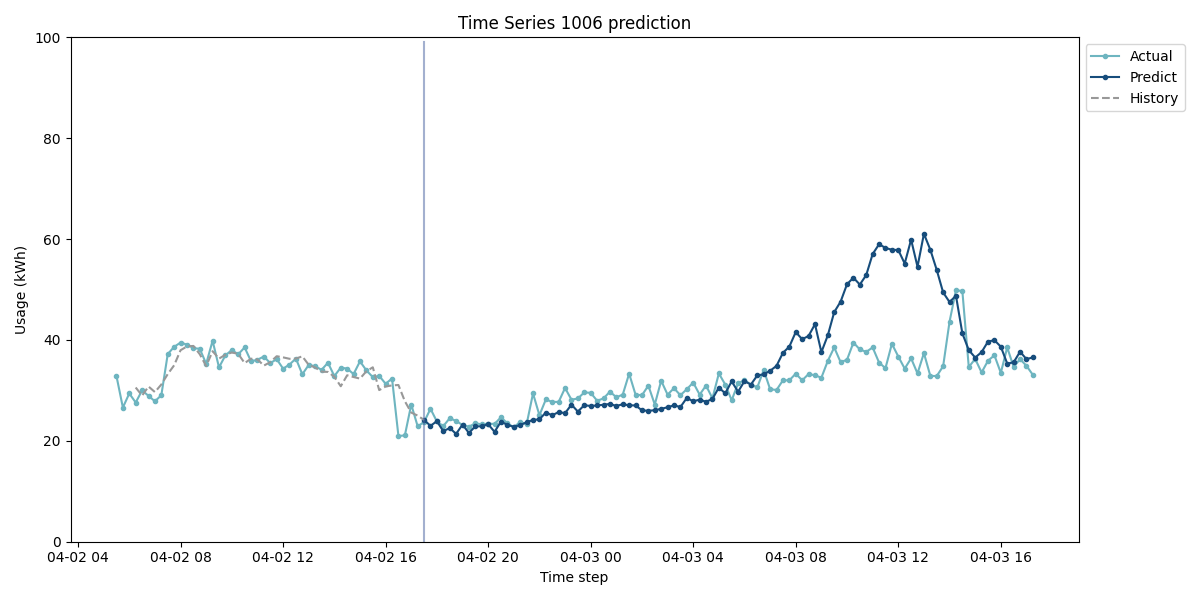 Time Series 1006 prediction
Usage (kWh)
100
80
60
40
20
0
04-02 04
04-02 08
04-02 12
04-02 16
04-02 20
04-03 00
04-03 04
04-03 08
04-03 12
04-03 16
Time step
Actual
Predict
History